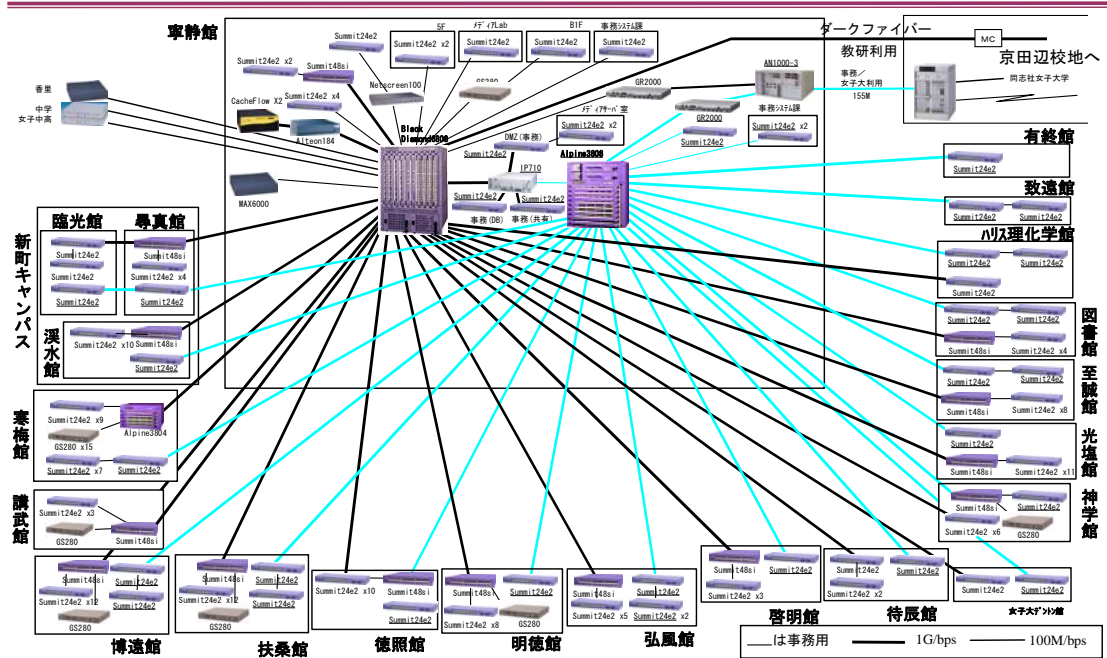 寧静館
5F
メディアLab
B1F
事務システム課
Summit24e2
Summit24e2 x2
Summit24e2
Summit24e2
Summit24e2
ダークファイバー
教研利用
MC
京田辺校地へ
同志社女子大学
事務／
女子大利用
155M
AN1000-3
事務システム課
Summit24e2 x2
GR2000
GR2000
Summit24e2
Summit24e2 x2
Summit48si
Summit24e2 x4
Netscreen100
GS280
CacheFlow X2
Alteon184
香里
中学
女子中高
MAX6000
Black
Diamond6808
メディアサーバ室
Summit24e2 x2
DMZ(事務)
Summit24e2
IP710
Alpine3808
Summit24e2
事務(DB)
Summit24e2
事務(共有)
新町キャンパス
臨光館
Summit24e2
Summit24e2
Summit24e2
尋真館
Summit48si
Summit24e2 x4
Summit24e2
渓水館
Summit24e2 x10
Summit48si
Summit24e2
寒梅館
Summit24e2 x9
Alpine3804
GS280 x15
Summit24e2 x7
Summit24e2
講武館
Summit24e2 x3
GS280
Summit48si
有終館
Summit24e2
致遠館
Summit24e2
Summit24e2
ハリス理化学館
Summit24e2
Summit24e2
Summit24e2
図書館
Summit24e2
Summit24e2
Summit48si
Summit24e2 x4
至誠館
Summit24e2
Summit24e2
Summit48si
Summit24e2 x8
光塩館
Summit24e2
Summit48si
Summit24e2 x11
神学館
Summit48si
Summit24e2
Summit24e2 x6
GS280
Summit48si
Summit24e2
Summit24e2 x12
Summit24e2
GS280
博遠館
Summit48si
Summit24e2
Summit24e2 x12
Summit24e2
GS280
扶桑館
Summit24e2 x10
Summit48si
Summit24e2
徳照館
Summit48si
Summit24e2
Summit24e2 x8
GS280
明徳館
Summit48si
Summit24e2
Summit24e2 x5
Summit24e2 x2
弘風館
Summit48si
Summit24e2
Summit24e2 x3
啓明館
Summit24e2
Summit24e2
Summit24e2 x2
待辰館
Summit24e2
Summit24e2
女子大デントン館
は事務用
1G/bps
100M/bps